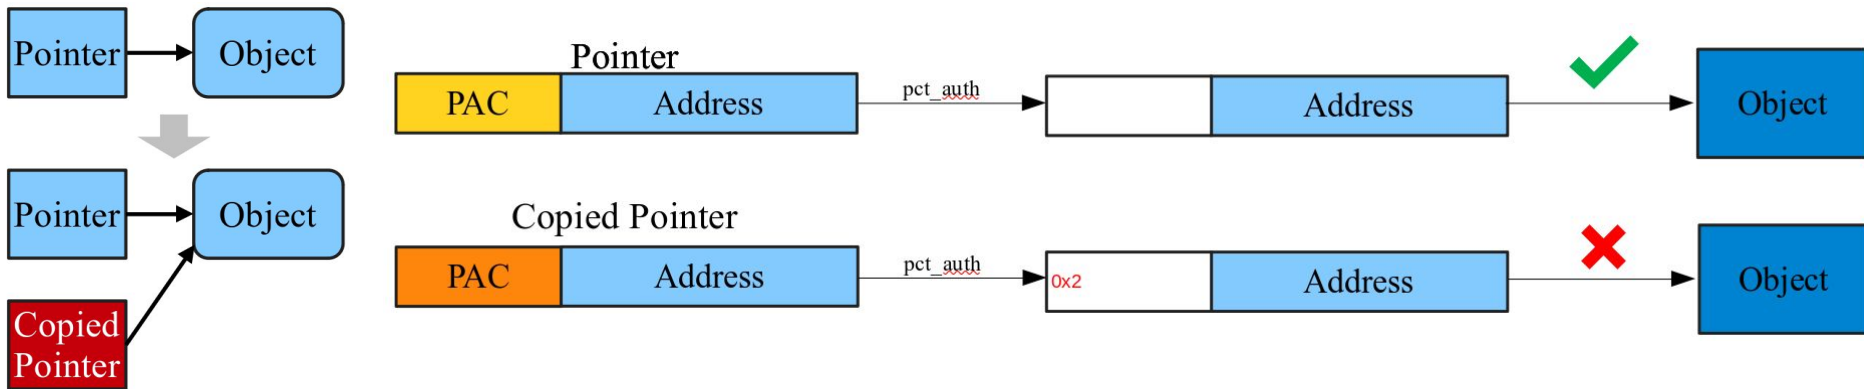 Pointer
Object
Pointer
Object
Copied
Pointer
Pointer
PAC
Address
pct_auth
Address
Object
Copied Pointer
PAC
Address
pct_auth
0x2
Address
Object